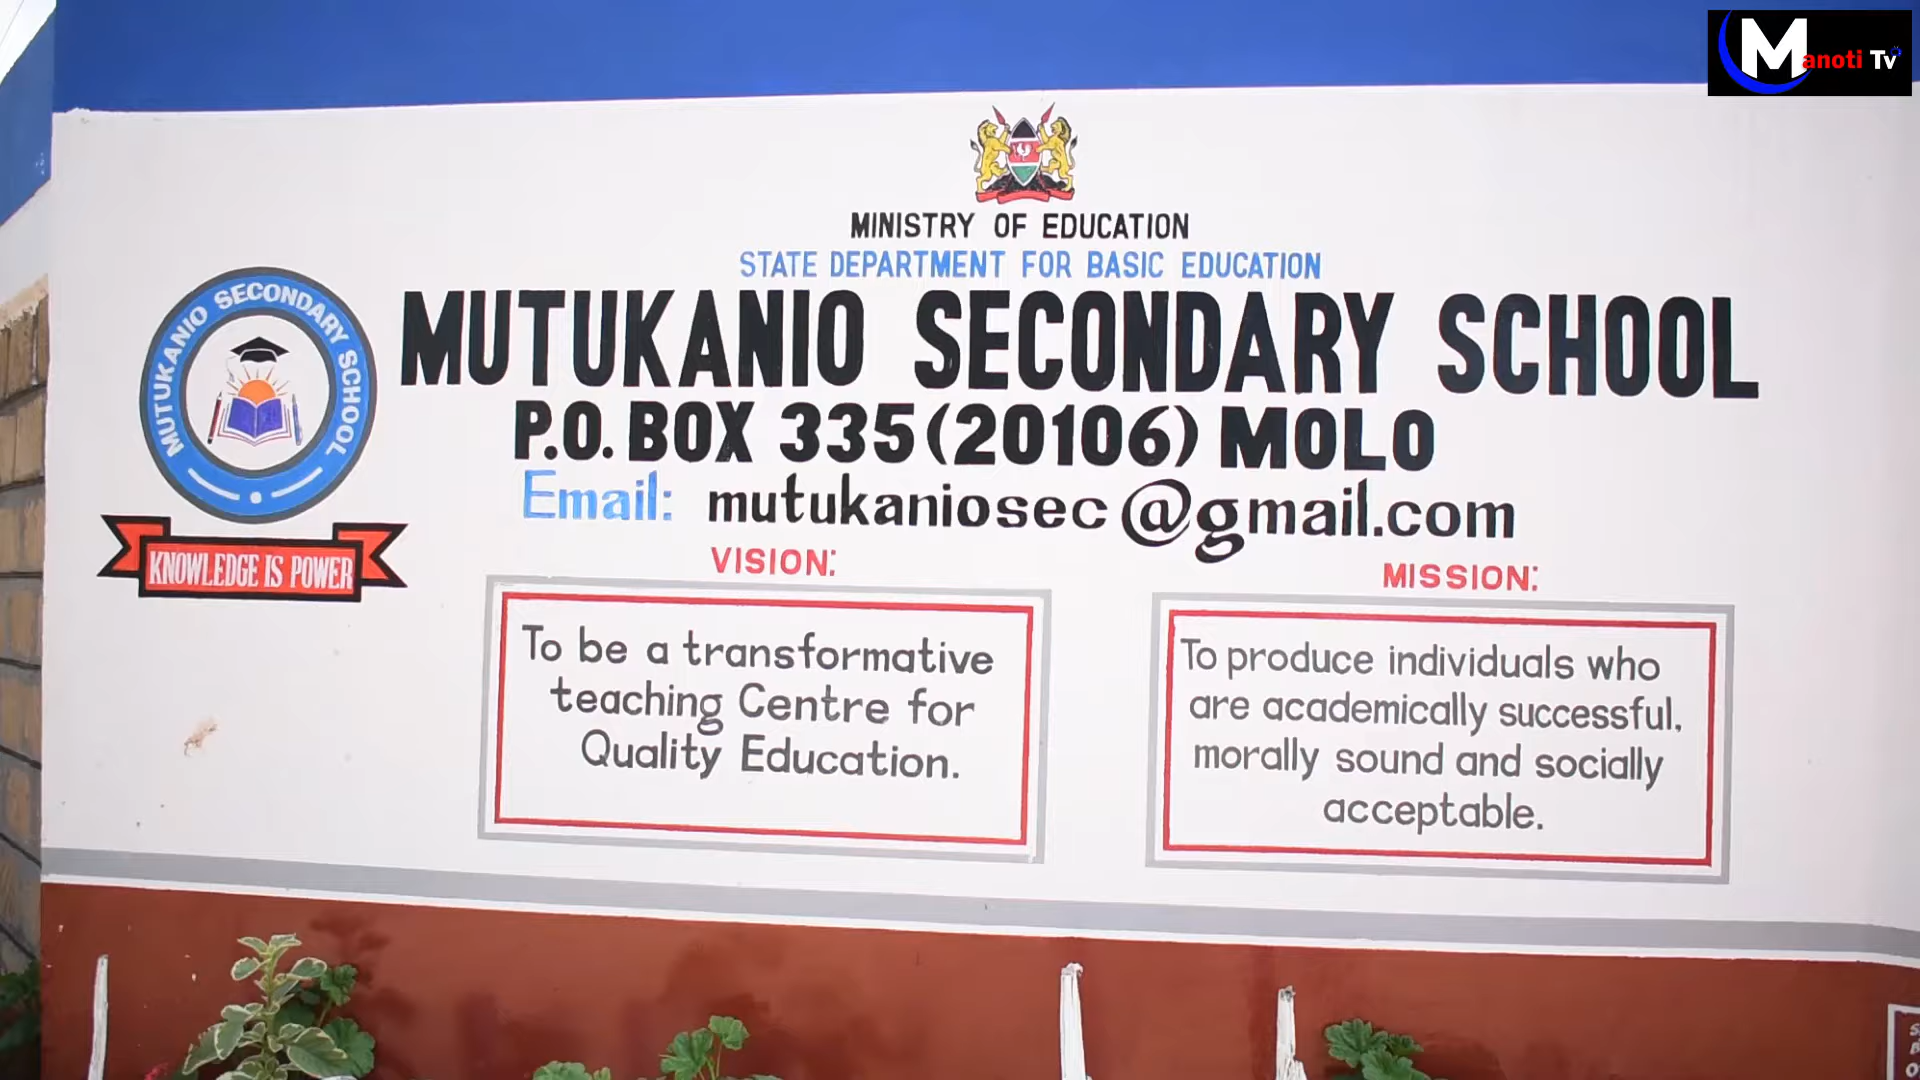 Manoti Tv
MINISTRY OF EDUCATION
STATE DEPARTMENT FOR BASIC EDUCATION
MUTUKANIO SECONDARY SCHOOL
MUTUKANIO SECONDARY SCHOOL
P.O. BOX 335 (20106) MOLO
Email: mutukaniosec@gmail.com
KNOWLEDGE IS POWER
VISION:
To be a transformative
teaching Centre for
Quality Education.
MISSION:
To produce individuals who
are academically successful,
morally sound and socially
acceptable.